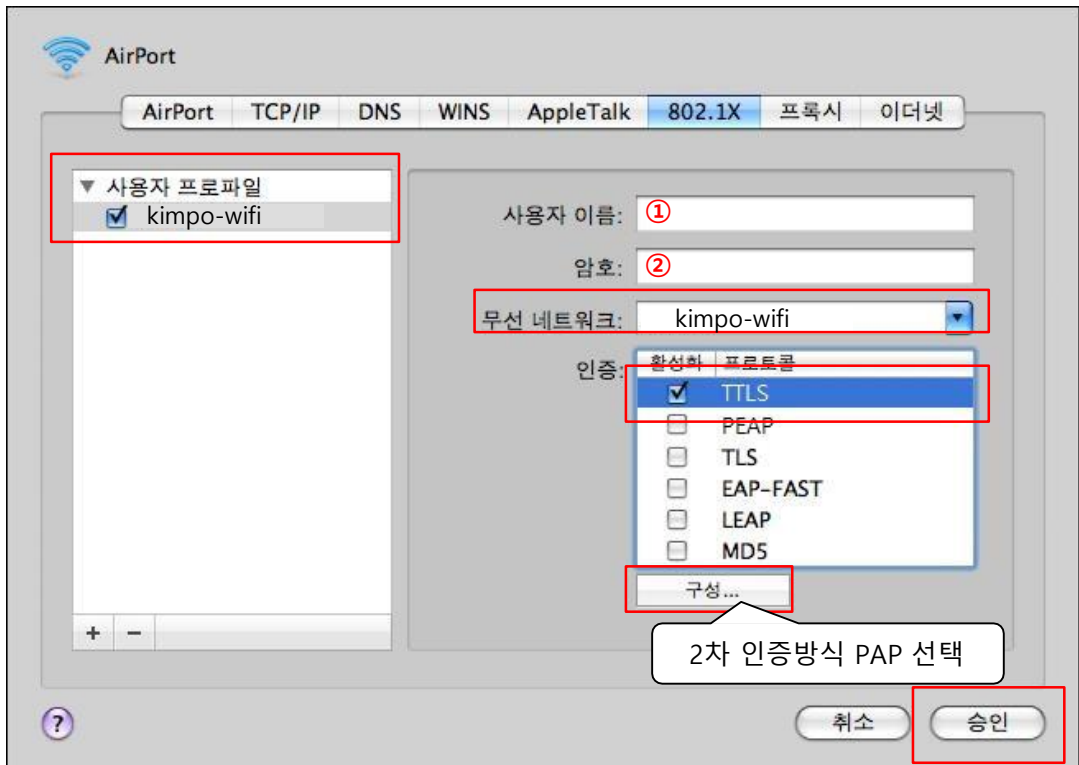 AirPort
AirPort TCP/IP DNS WINS AppleTalk 802.1X 프록시 이더넷
▼ 사용자 프로파일
kimpo-wifi
사용자 이름: ①
암호: ②
무선 네트워크: kimpo-wifi
인증:
활성화 프로토콜
TTLS
PEAP
TLS
EAP-FAST
LEAP
MD5
구성...
2차 인증방식 PAP 선택
+ −
?
취소 승인